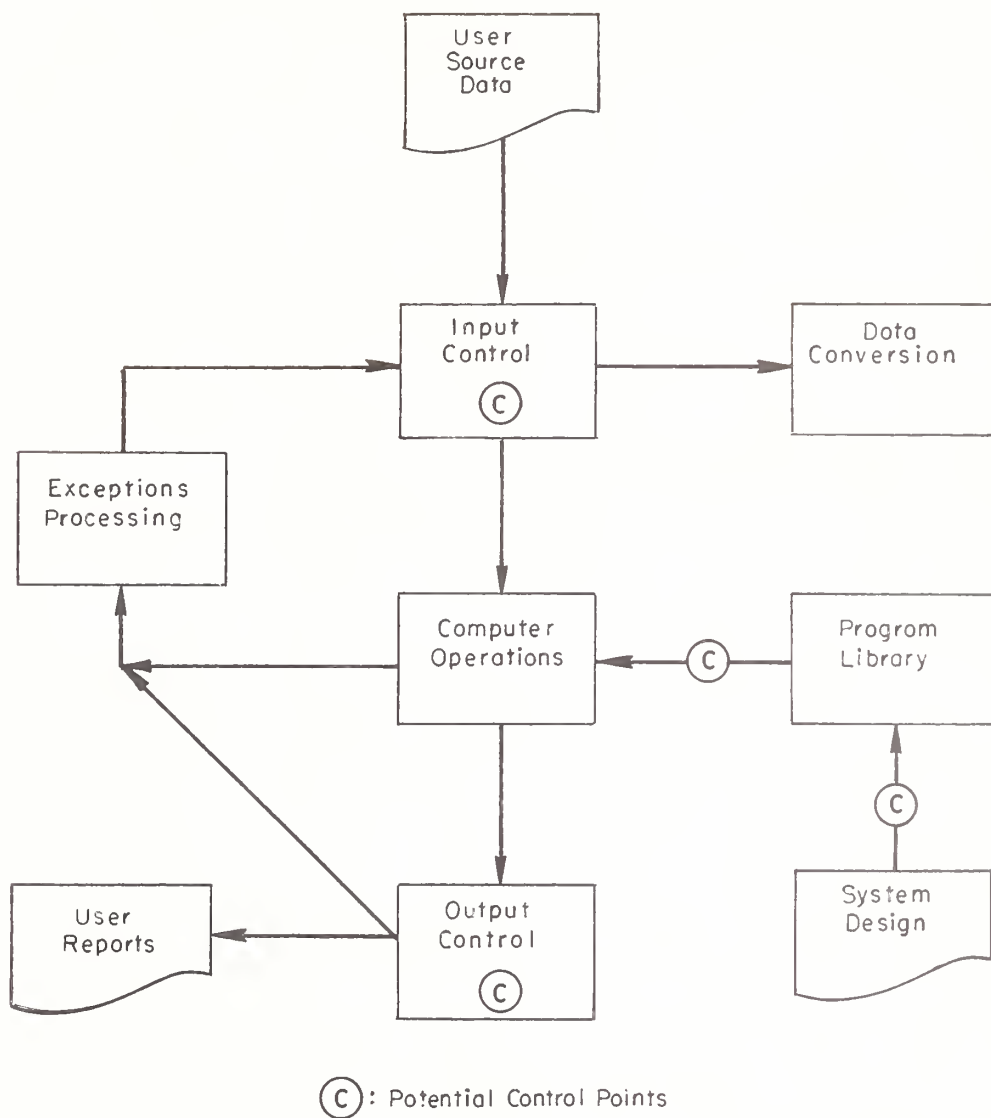 User
Source
Data
Input
Control
C
Data
Conversion
Exceptions
Processing
Computer
Operations
C
Program
Library
C
User
Reports
Output
Control
C
System
Design
C : Potential Control Points